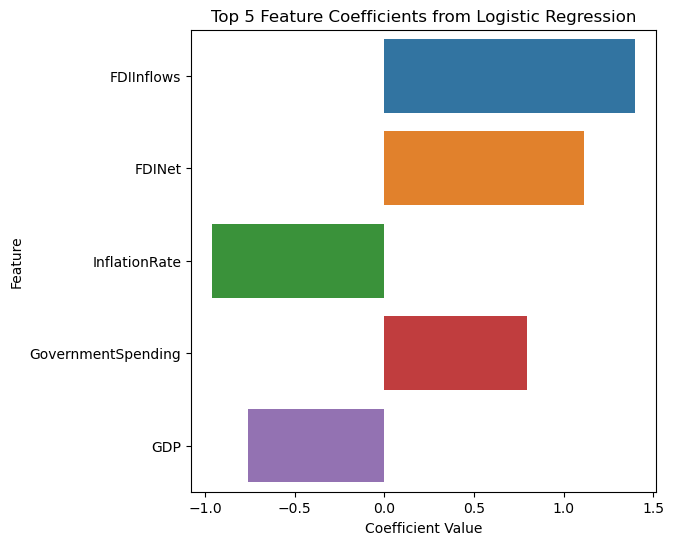 Top 5 Feature Coefficients from Logistic Regression
FDIInflows
FDINet
InflationRate
GovernmentSpending
GDP
Feature
−1.0 −0.5 0.0 0.5 1.0 1.5
Coefficient Value